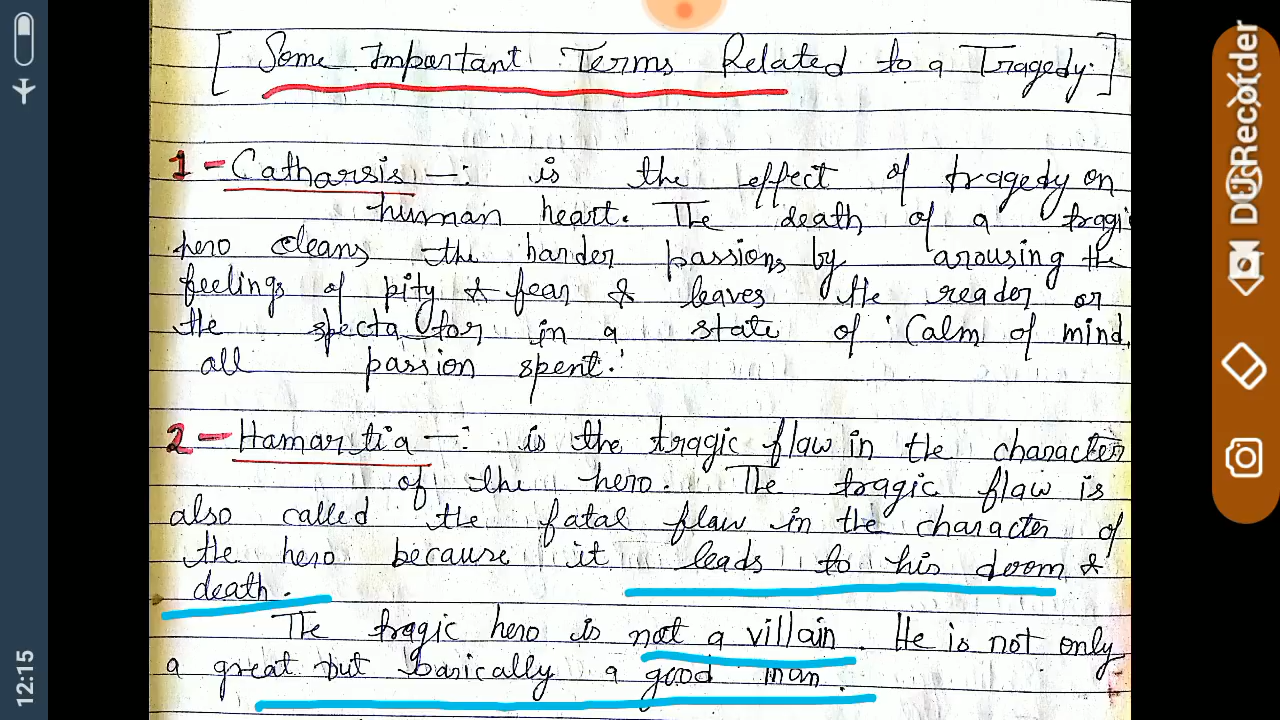 [ Some Important Terms Related to a Tragedy. ]
1 - Catharsis -: is the effect of tragedy on
human heart. The death of a tragi
hero cleans the harder passions by arousing the
feelings of pity & fear & leaves the reader or
the spectator in a state of 'Calm of mind,
all passion spent.'
2 - Hamartia -: is the tragic flaw in the character
of the hero. The tragic flaw is
also called the fatal flaw in the character of
the hero because it leads to his doom &
death.
The tragic hero is not a villain. He is not only
a great but basically a good man.
12:15
DU Recorder